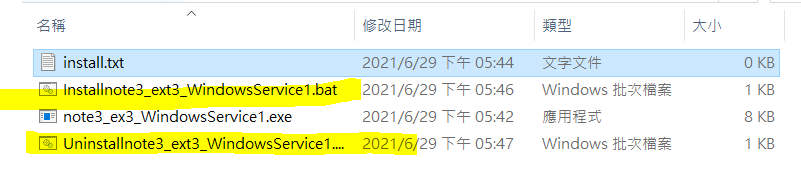 名稱 修改日期 類型 大小
install.txt 2021/6/29 下午 05:44 文字文件 0 KB
Installnote3_ext3_WindowsService1.bat 2021/6/29 下午 05:46 Windows 批次檔案 1 KB
note3_ex3_WindowsService1.exe 2021/6/29 下午 05:42 應用程式 8 KB
Uninstallnote3_ext3_WindowsService1.... 2021/6/29 下午 05:47 Windows 批次檔案 1 KB